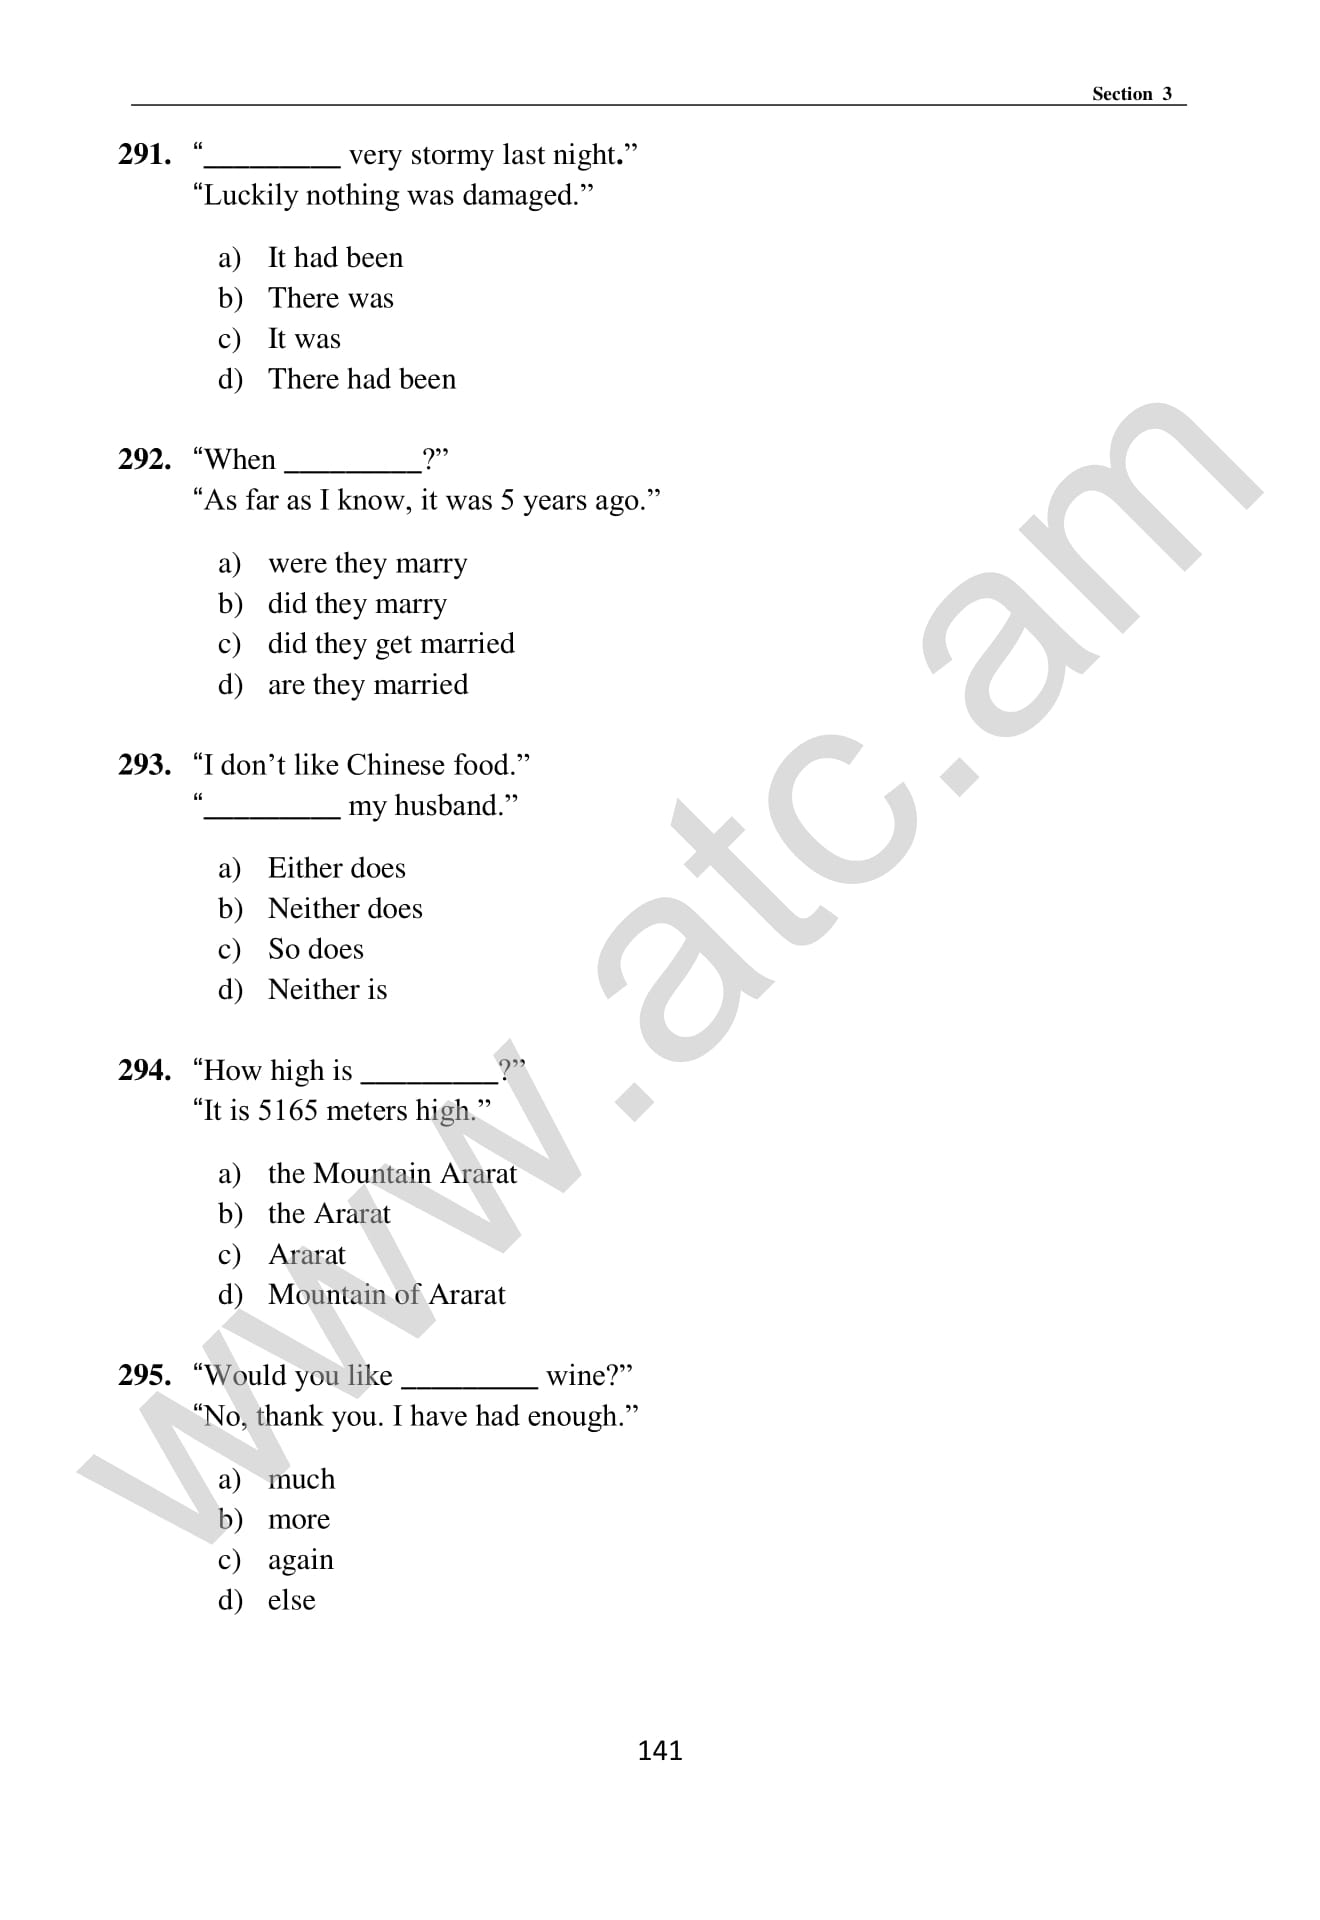 Section 3
291. “_________ very stormy last night.”
“Luckily nothing was damaged.”
a) It had been
b) There was
c) It was
d) There had been
292. “When _________?”
“As far as I know, it was 5 years ago.”
a) were they marry
b) did they marry
c) did they get married
d) are they married
293. “I don’t like Chinese food.”
“_________ my husband.”
a) Either does
b) Neither does
c) So does
d) Neither is
294. “How high is _________?”
“It is 5165 meters high.”
a) the Mountain Ararat
b) the Ararat
c) Ararat
d) Mountain of Ararat
295. “Would you like _________ wine?”
“No, thank you. I have had enough.”
a) much
b) more
c) again
d) else
141
www.atc.am